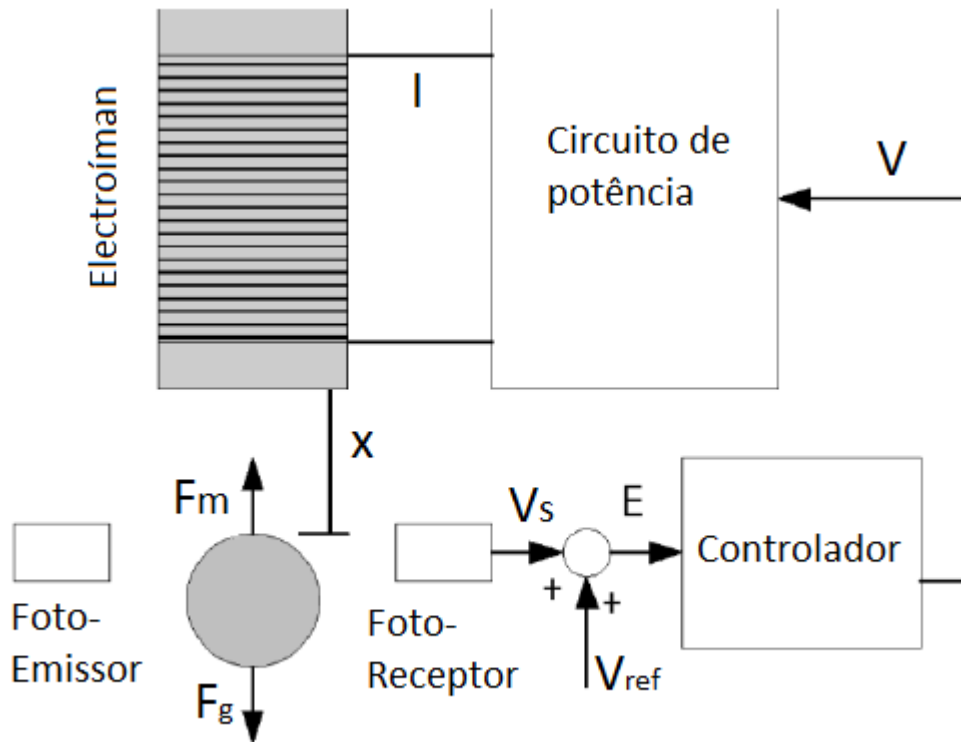 Electroíman
I
Circuito de
potência
V
x
Fm
Vs
E
Controlador
+
+
Foto-
Emissor
Foto-
Receptor
Vref
Fg